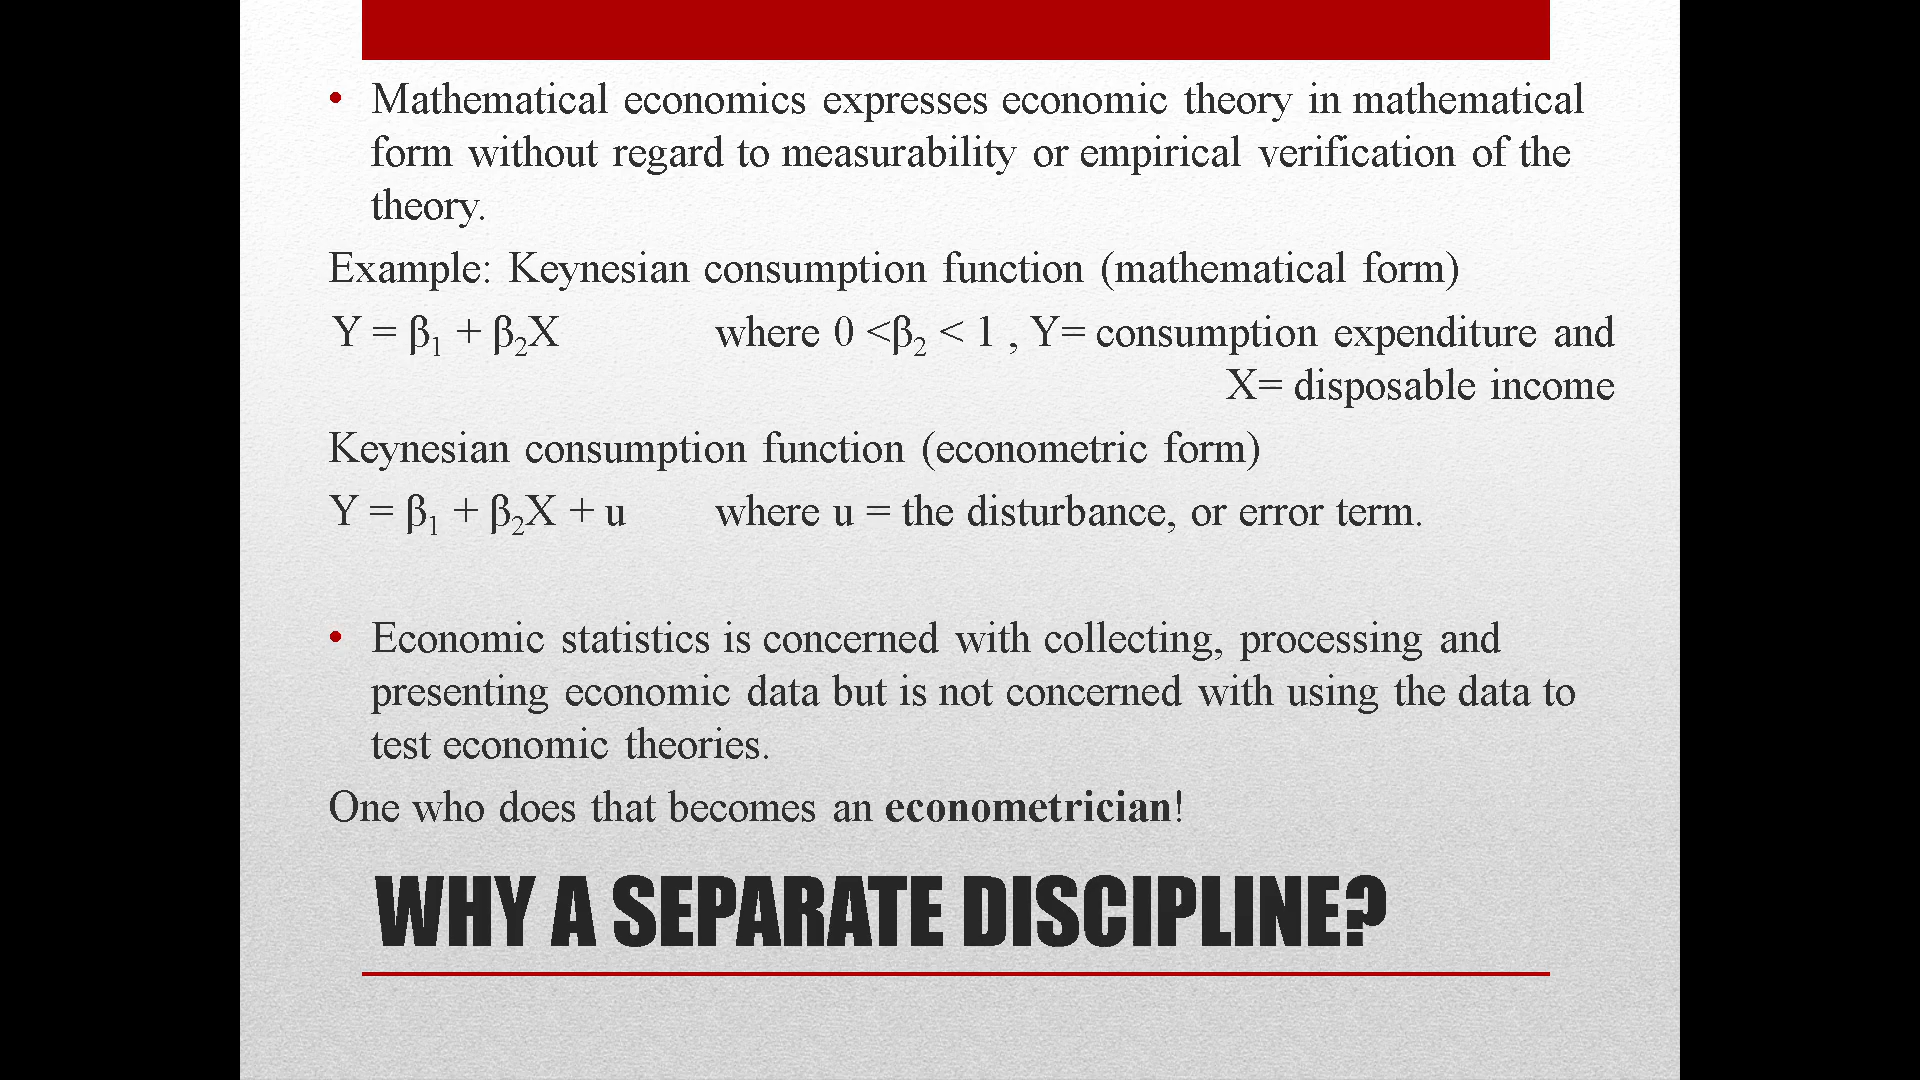 • Mathematical economics expresses economic theory in mathematical
form without regard to measurability or empirical verification of the
theory.
Example: Keynesian consumption function (mathematical form)
Y = β₁ + β₂X where 0 <β₂ < 1 , Y= consumption expenditure and
X= disposable income
Keynesian consumption function (econometric form)
Y = β₁ + β₂X + u where u = the disturbance, or error term.
• Economic statistics is concerned with collecting, processing and
presenting economic data but is not concerned with using the data to
test economic theories.
One who does that becomes an econometrician!
WHY A SEPARATE DISCIPLINE?